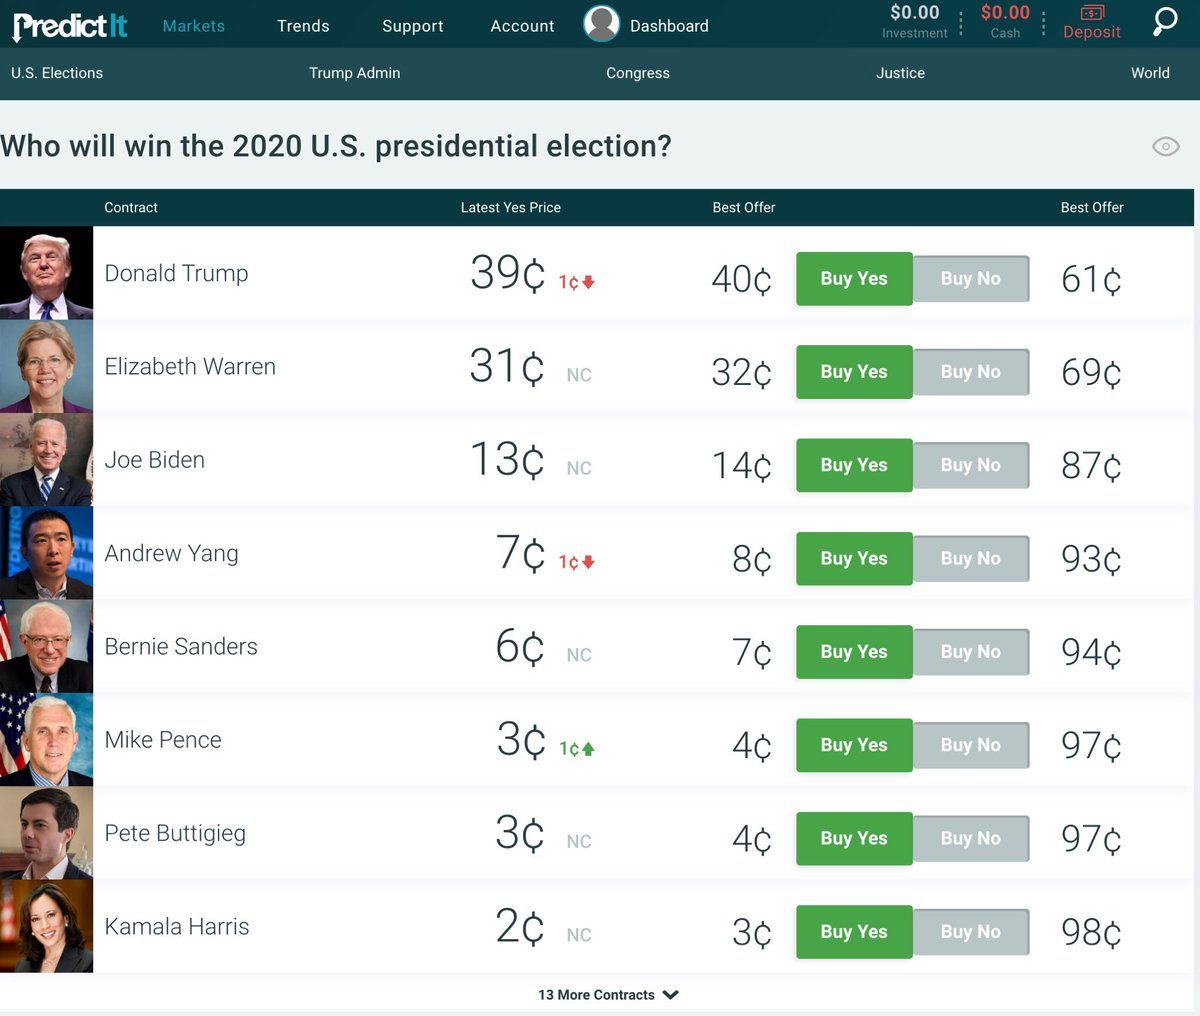 PredictIt Markets Trends Support Account Dashboard $0.00 Investment $0.00 Cash Deposit
U.S. Elections Trump Admin Congress Justice World
Who will win the 2020 U.S. presidential election?
Contract Latest Yes Price Best Offer Best Offer
Donald Trump 39¢ 1¢ 40¢ Buy Yes Buy No 61¢
Elizabeth Warren 31¢ NC 32¢ Buy Yes Buy No 69¢
Joe Biden 13¢ NC 14¢ Buy Yes Buy No 87¢
Andrew Yang 7¢ 1¢ 8¢ Buy Yes Buy No 93¢
Bernie Sanders 6¢ NC 7¢ Buy Yes Buy No 94¢
Mike Pence 3¢ 1¢ 4¢ Buy Yes Buy No 97¢
Pete Buttigieg 3¢ NC 4¢ Buy Yes Buy No 97¢
Kamala Harris 2¢ NC 3¢ Buy Yes Buy No 98¢
13 More Contracts